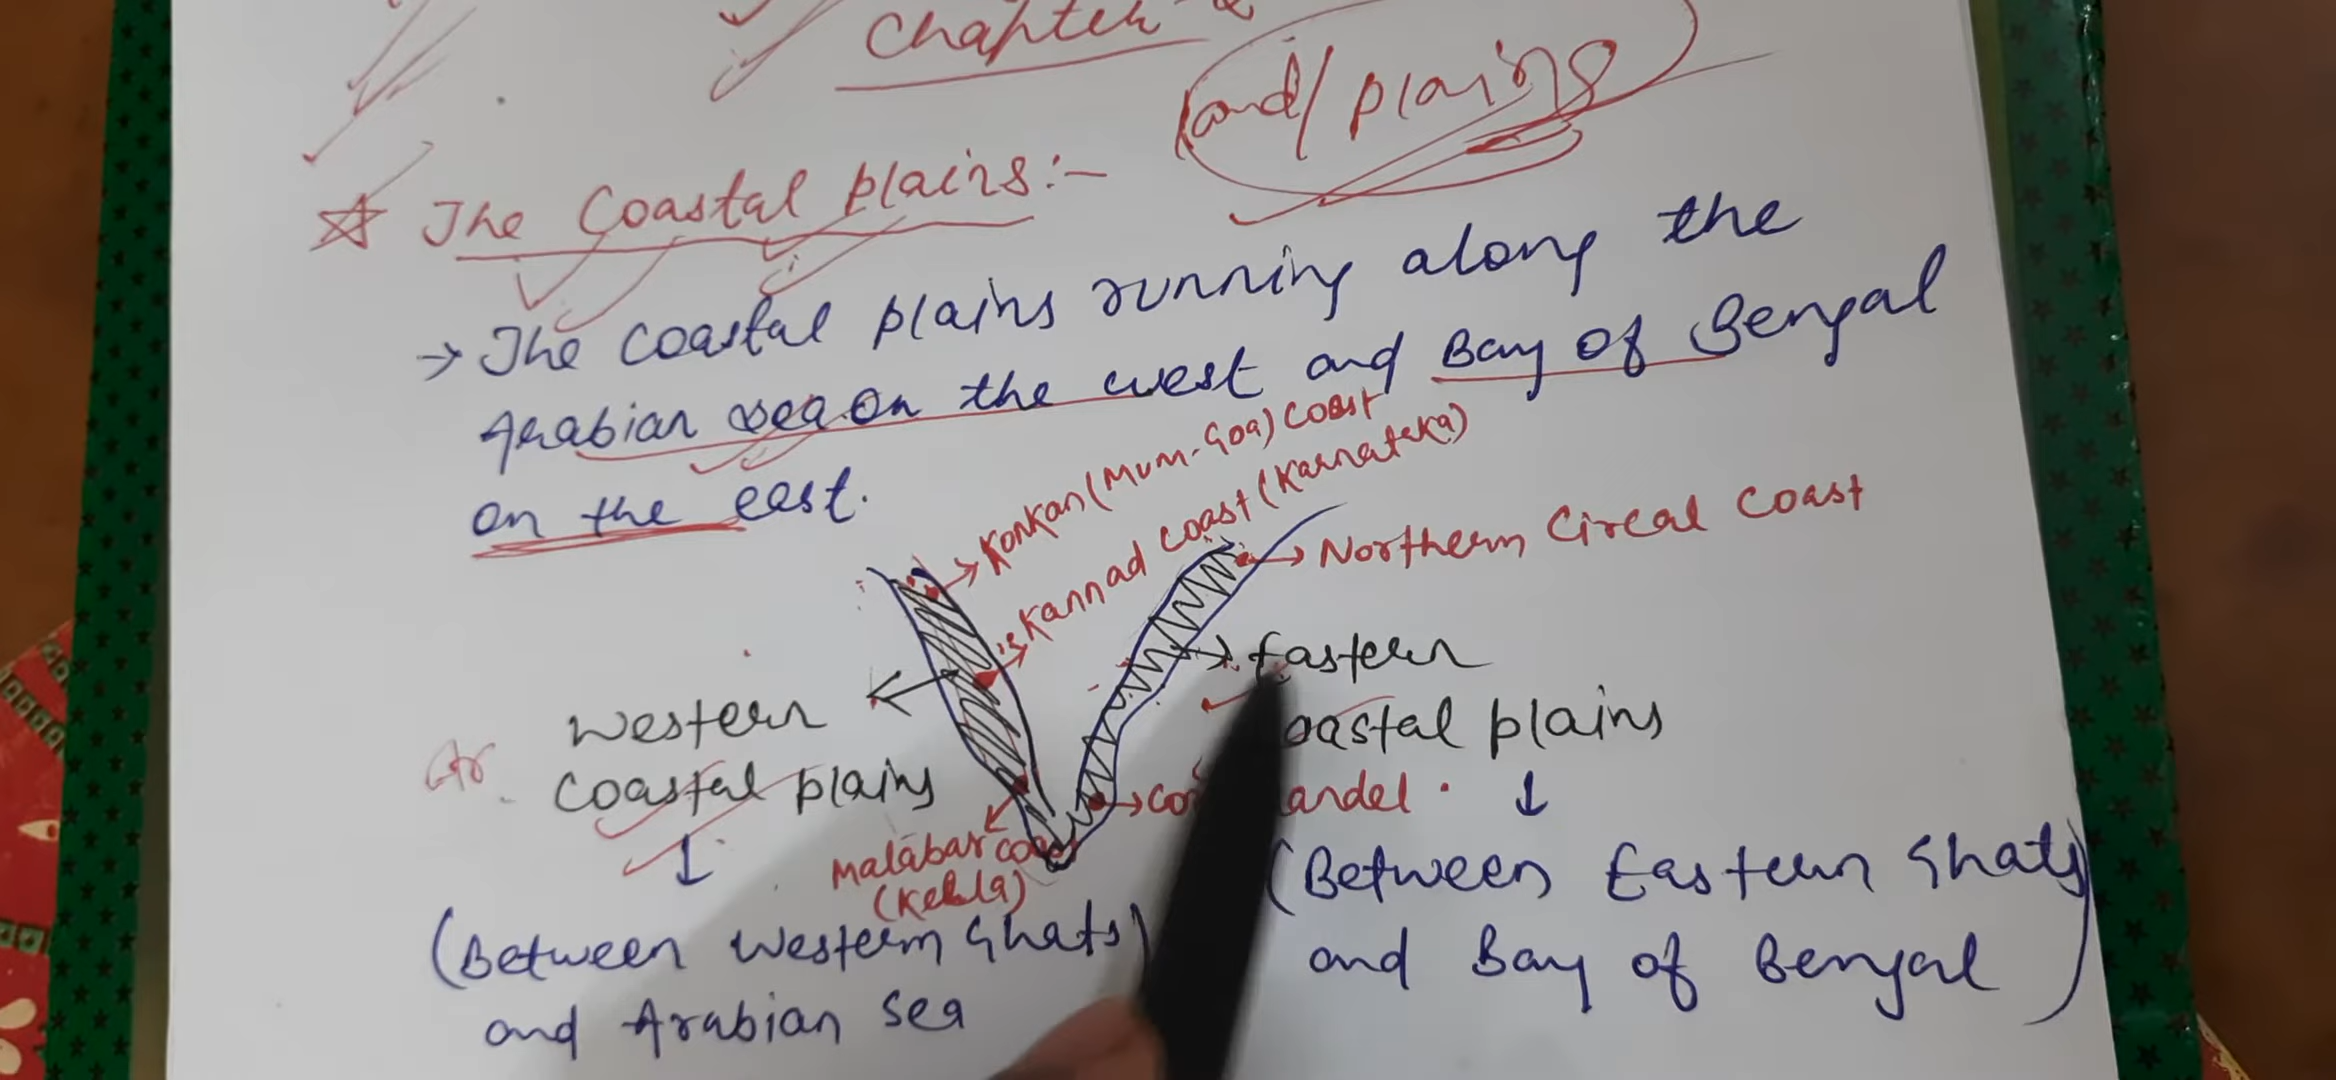 Chapter
land/plains
The Coastal plains:-
→ The coastal plains running along the
Arabian sea on the west and Bay of Bengal
on the east.
Konkan (Mum-Goa) coast
Kannad coast (Karnataka)
Northern Circal Coast
Western
coastal plains
↓
(Between Western Ghats)
and Arabian sea
Malabar coast
(Kerla)
Eastern
oastal plains
↓
(Between Eastern Ghats
and Bay of Bengal)